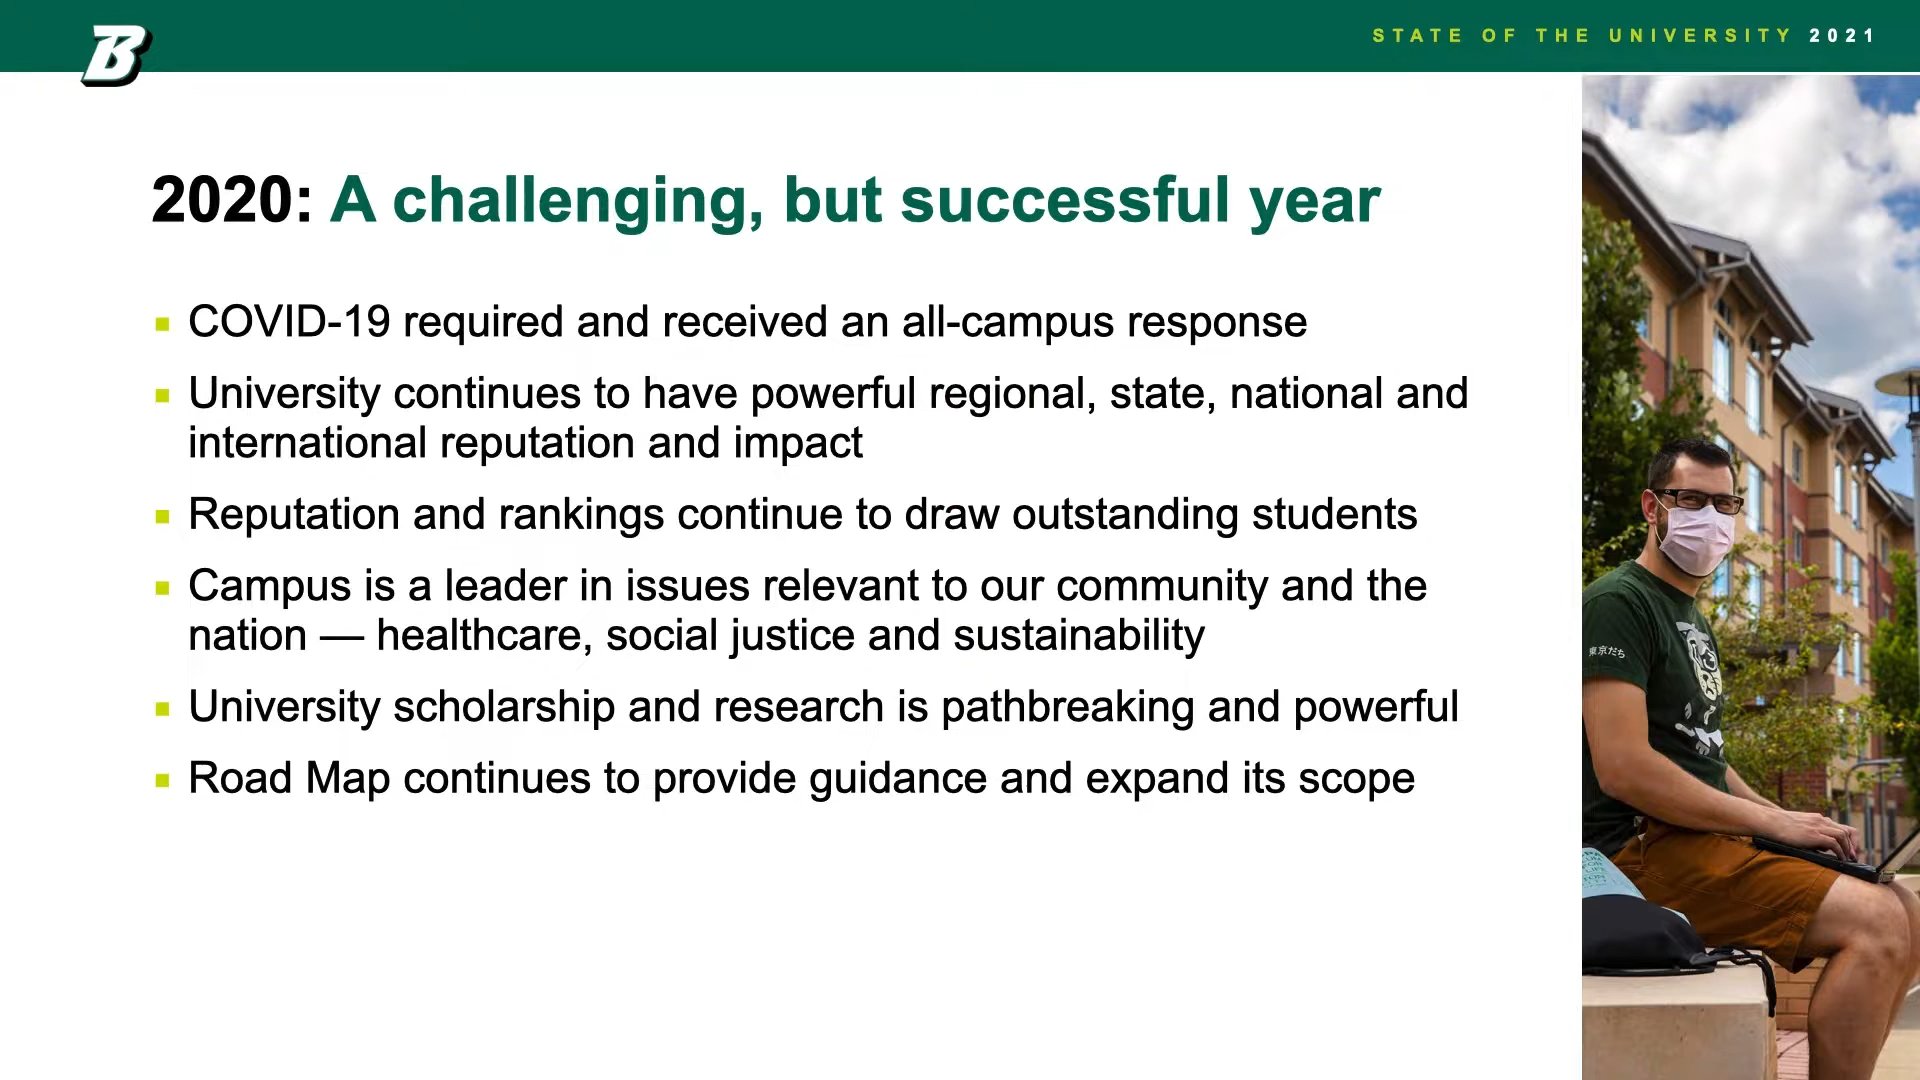 B
STATE OF THE UNIVERSITY 2021
2020: A challenging, but successful year
COVID-19 required and received an all-campus response
University continues to have powerful regional, state, national and
international reputation and impact
Reputation and rankings continue to draw outstanding students
Campus is a leader in issues relevant to our community and the
nation — healthcare, social justice and sustainability
University scholarship and research is pathbreaking and powerful
Road Map continues to provide guidance and expand its scope
東京だち